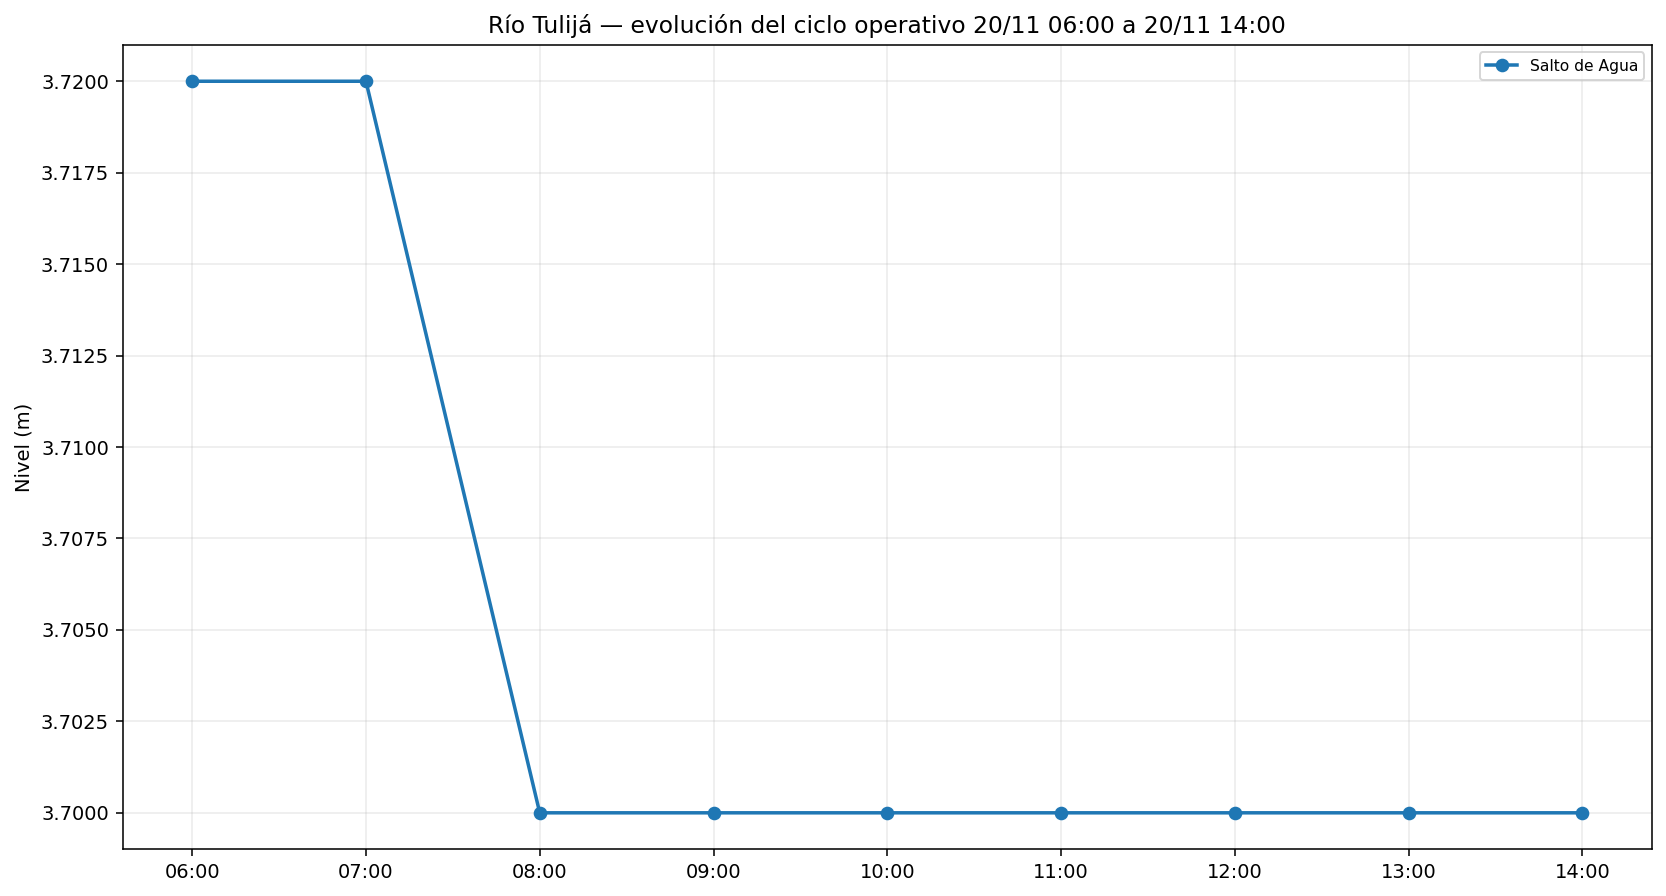 Río Tulijá — evolución del ciclo operativo 20/11 06:00 a 20/11 14:00
Salto de Agua
Nivel (m)
3.7200
3.7175
3.7150
3.7125
3.7100
3.7075
3.7050
3.7025
3.7000
06:00 07:00 08:00 09:00 10:00 11:00 12:00 13:00 14:00